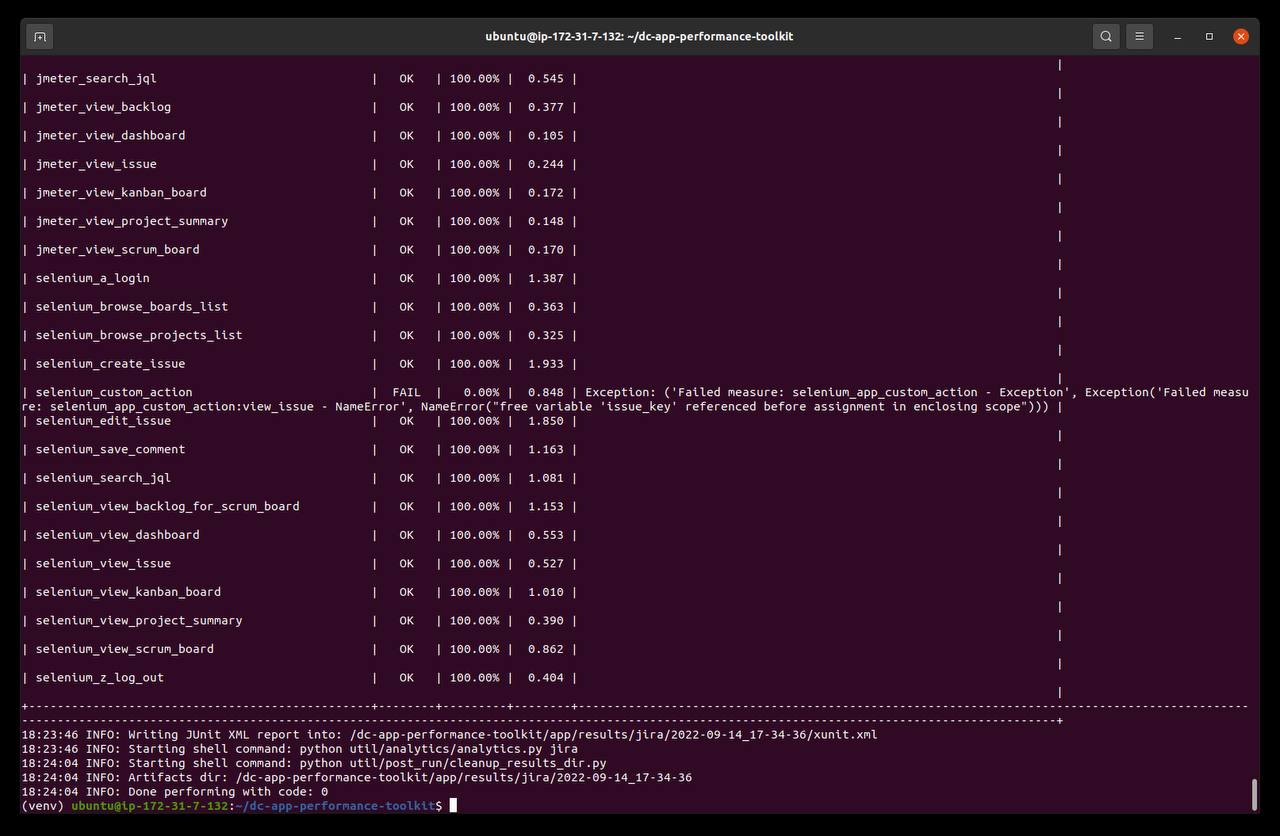 ubuntu@ip-172-31-7-132: ~/dc-app-performance-toolkit
|
| jmeter_search_jql | OK | 100.00% | 0.545 |
|
| jmeter_view_backlog | OK | 100.00% | 0.377 |
|
| jmeter_view_dashboard | OK | 100.00% | 0.105 |
|
| jmeter_view_issue | OK | 100.00% | 0.244 |
|
| jmeter_view_kanban_board | OK | 100.00% | 0.172 |
|
| jmeter_view_project_summary | OK | 100.00% | 0.148 |
|
| jmeter_view_scrum_board | OK | 100.00% | 0.170 |
|
| selenium_a_login | OK | 100.00% | 1.387 |
|
| selenium_browse_boards_list | OK | 100.00% | 0.363 |
|
| selenium_browse_projects_list | OK | 100.00% | 0.325 |
|
| selenium_create_issue | OK | 100.00% | 1.933 |
|
| selenium_custom_action | FAIL | 0.00% | 0.848 | Exception: ('Failed measure: selenium_app_custom_action - Exception', Exception('Failed measu
re: selenium_app_custom_action:view_issue - NameError', NameError("free variable 'issue_key' referenced before assignment in enclosing scope"))) |
| selenium_edit_issue | OK | 100.00% | 1.850 |
|
| selenium_save_comment | OK | 100.00% | 1.163 |
|
| selenium_search_jql | OK | 100.00% | 1.081 |
|
| selenium_view_backlog_for_scrum_board | OK | 100.00% | 1.153 |
|
| selenium_view_dashboard | OK | 100.00% | 0.553 |
|
| selenium_view_issue | OK | 100.00% | 0.527 |
|
| selenium_view_kanban_board | OK | 100.00% | 1.010 |
|
| selenium_view_project_summary | OK | 100.00% | 0.390 |
|
| selenium_view_scrum_board | OK | 100.00% | 0.862 |
|
| selenium_z_log_out | OK | 100.00% | 0.404 |
|
+------------------------------------------------+--------+---------+--------+----------------------------------------------------------------------------------------------
-------------------------------------------------------------------------------------------------------------------------------------------------+
18:23:46 INFO: Writing JUnit XML report into: /dc-app-performance-toolkit/app/results/jira/2022-09-14_17-34-36/xunit.xml
18:23:46 INFO: Starting shell command: python util/analytics/analytics.py jira
18:24:04 INFO: Starting shell command: python util/post_run/cleanup_results_dir.py
18:24:04 INFO: Artifacts dir: /dc-app-performance-toolkit/app/results/jira/2022-09-14_17-34-36
18:24:04 INFO: Done performing with code: 0
(venv) ubuntu@ip-172-31-7-132:~/dc-app-performance-toolkit$